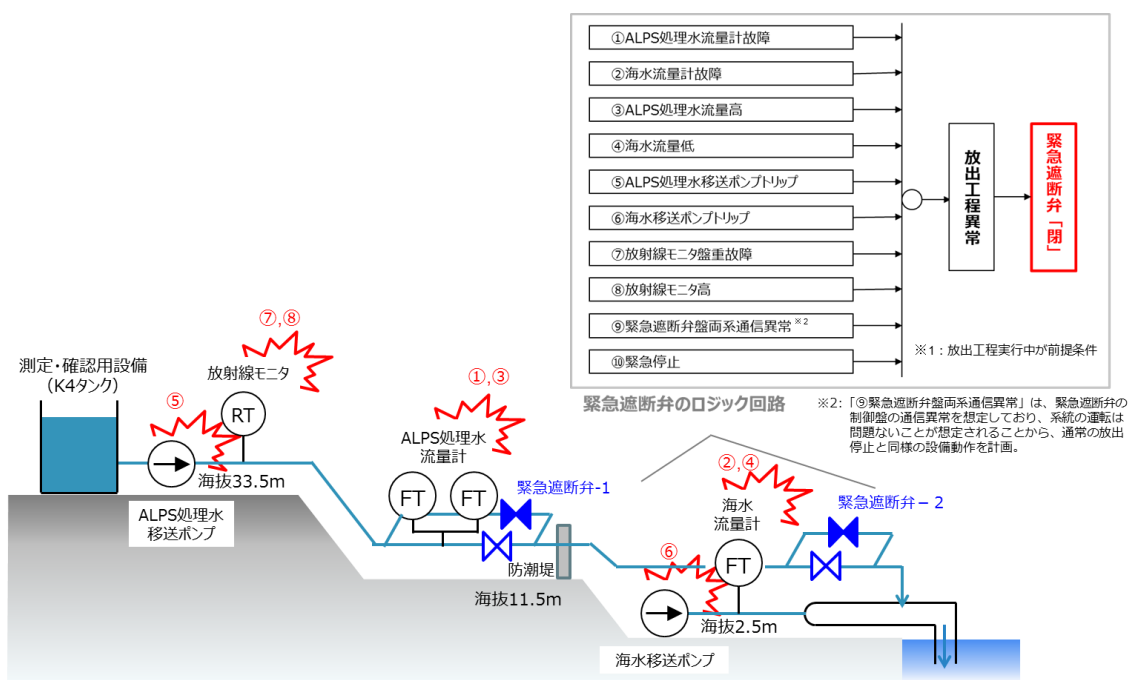 ①ALPS処理水流量計故障
②海水流量計故障
③ALPS処理水流量高
④海水流量低
⑤ALPS処理水移送ポンプトリップ
⑥海水移送ポンプトリップ
⑦放射線モニタ盤重故障
⑧放射線モニタ高
⑨緊急遮断弁盤両系通信異常※2
⑩緊急停止
放出工程異常
緊急遮断弁「閉」
※1：放出工程実行中が前提条件
緊急遮断弁のロジック回路
※2：「⑨緊急遮断弁盤両系通信異常」は、緊急遮断弁の
制御盤の通信異常を想定しており、系統の運転は
問題ないことが想定されることから、通常の放出
停止と同様の設備動作を計画。
⑦,⑧
測定・確認用設備
（K4タンク）
放射線モニタ
⑤
RT
海抜33.5m
ALPS処理水
移送ポンプ
①,③
ALPS処理水
流量計
FT
FT
緊急遮断弁-1
防潮堤
海抜11.5m
②,④
海水
流量計
緊急遮断弁－2
⑥
FT
海抜2.5m
海水移送ポンプ